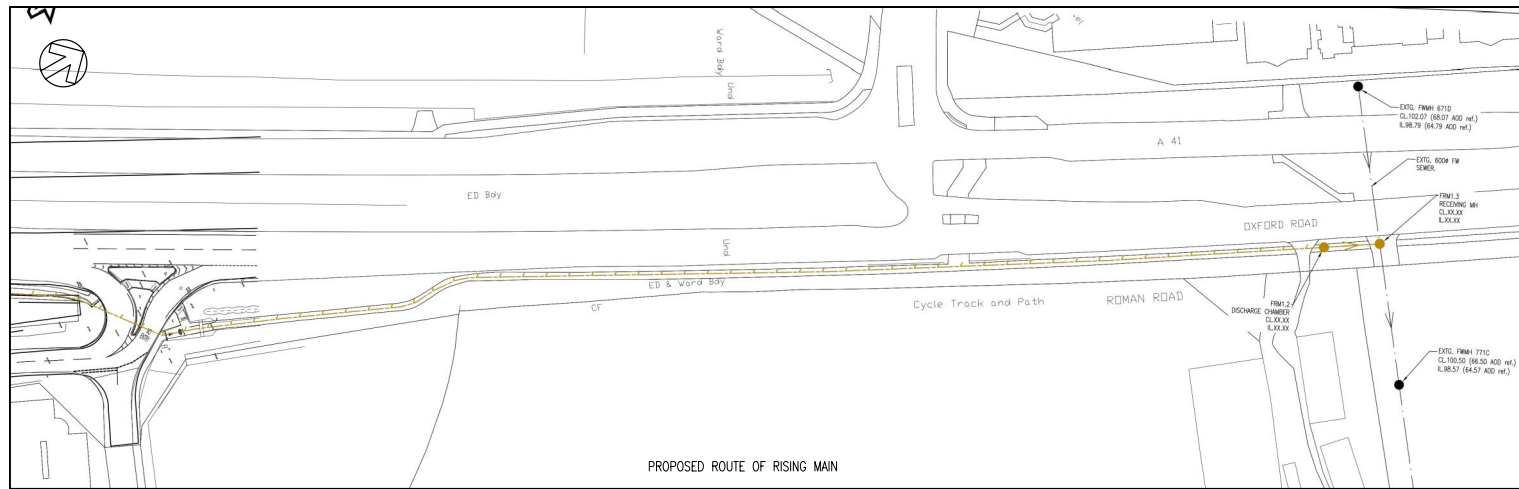 Ward Bdy
Und
A 41
EXTG. FWMH 671D
CL.102.07 (68.07 AOD ref.)
IL.98.79 (64.79 AOD ref.)
EXTG. 600ø FW
SEWER.
ED Bdy
FRM1.3
RECEIVING MH
CL.XX.XX
IL.XX.XX
OXFORD ROAD
Und
ED & Ward Bdy
CF
Cycle Track and Path
ROMAN ROAD
FRM1.2
DISCHARGE CHAMBER
CL.XX.XX
IL.XX.XX
EXTG. FWMH 771C
CL.100.50 (66.50 AOD ref.)
IL.98.57 (64.57 AOD ref.)
PROPOSED ROUTE OF RISING MAIN